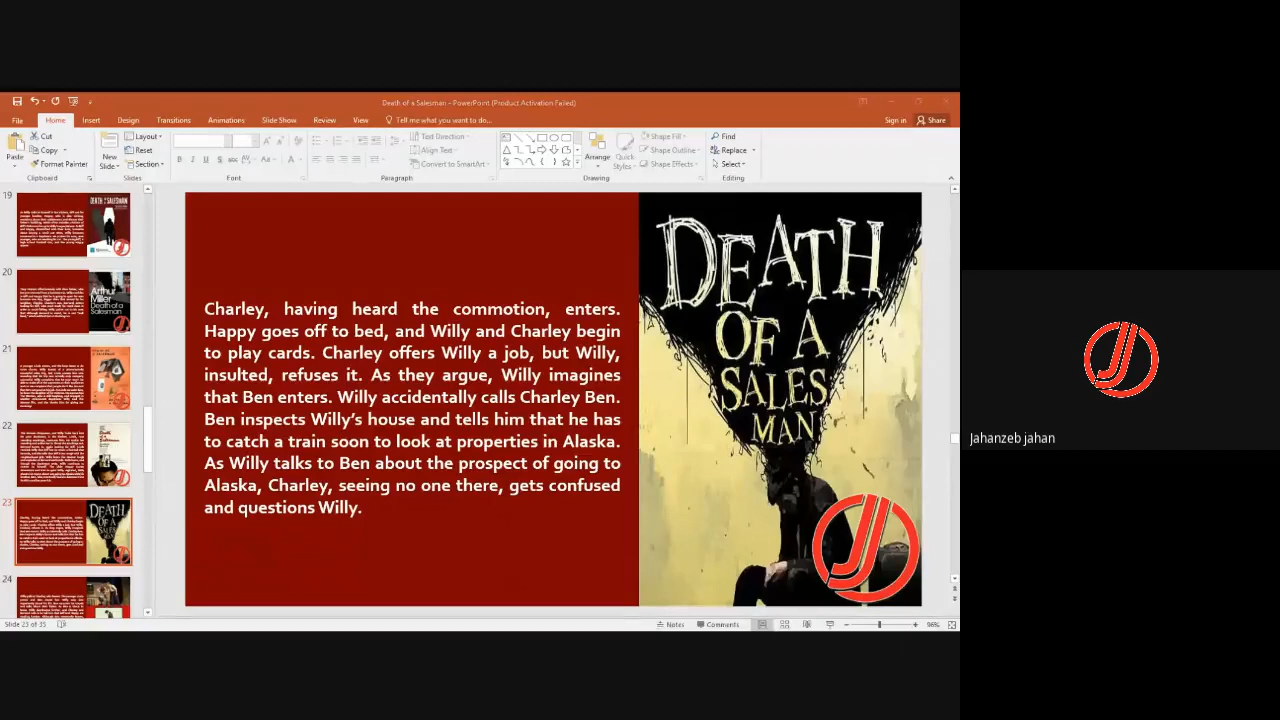 Death of a Salesman - PowerPoint (Product Activation Failed)
File Home Insert Design Transitions Animations Slide Show Review View Tell me what you want to do... Sign in Share
Paste
Cut
Copy
Format Painter
Clipboard
New
Slide
Layout
Reset
Section
Slides
Font
Text Direction
Align Text
Convert to SmartArt
Paragraph
Arrange
Quick
Styles
Shape Fill
Shape Outline
Shape Effects
Drawing
Find
Replace
Select
Editing
19
20
Arthur
Miller
Death of a
Salesman
21
22
23
24
Charley, having heard the commotion, enters.
Happy goes off to bed, and Willy and Charley begin
to play cards. Charley offers Willy a job, but Willy,
insulted, refuses it. As they argue, Willy imagines
that Ben enters. Willy accidentally calls Charley Ben.
Ben inspects Willy’s house and tells him that he has
to catch a train soon to look at properties in Alaska.
As Willy talks to Ben about the prospect of going to
Alaska, Charley, seeing no one there, gets confused
and questions Willy.
DEATH
OF A
SALES
MAN
Jahanzeb jahan
Slide 23 of 35
Notes Comments 96%